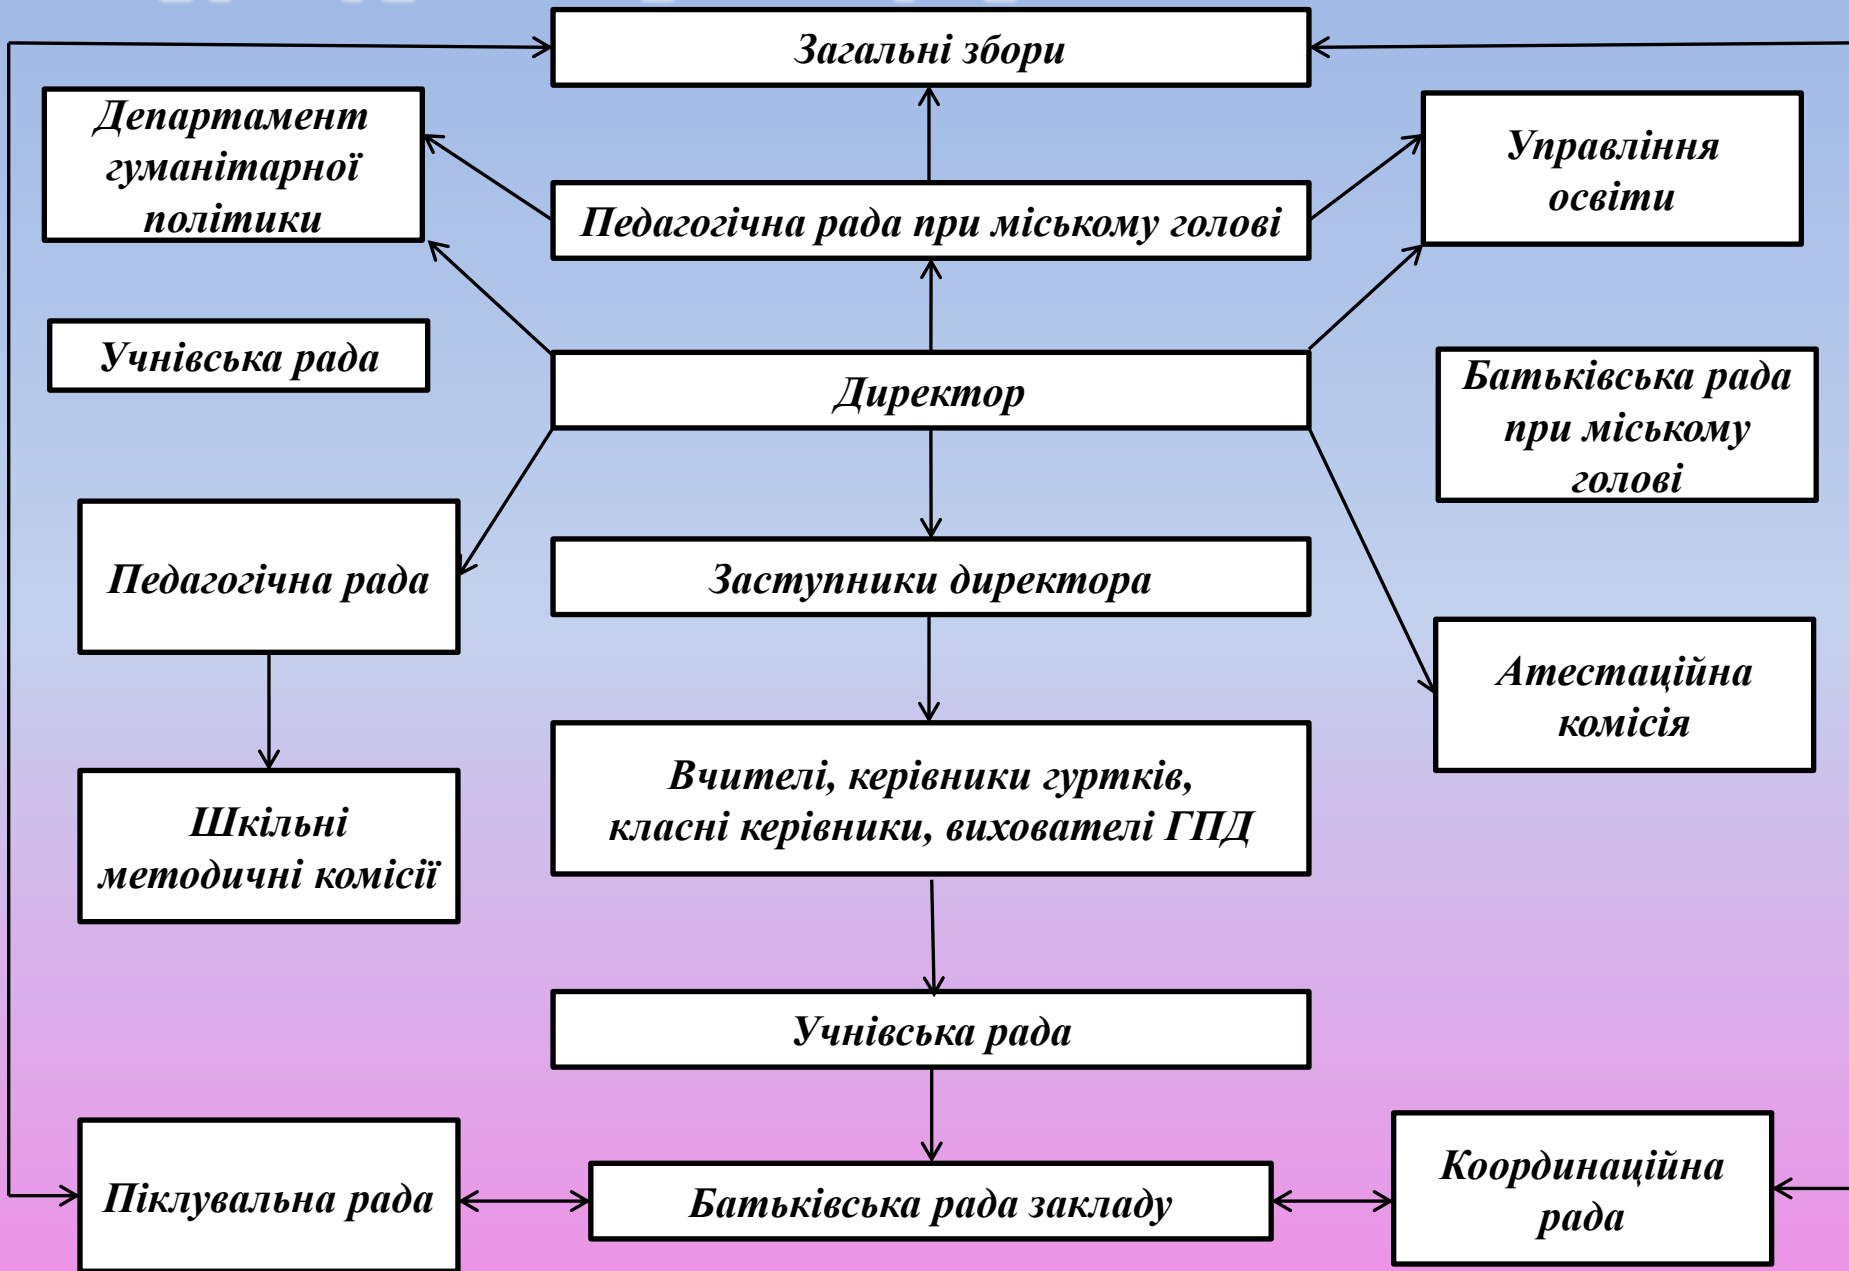 Загальні збори
Департамент
гуманітарної
політики
Управління
освіти
Педагогічна рада при міському голові
Учнівська рада
Директор
Батьківська рада
при міському
голові
Педагогічна рада
Заступники директора
Атестаційна
комісія
Вчителі, керівники гуртків,
класні керівники, вихователі ГПД
Шкільні
методичні комісії
Учнівська рада
Піклувальна рада
Батьківська рада закладу
Координаційна
рада